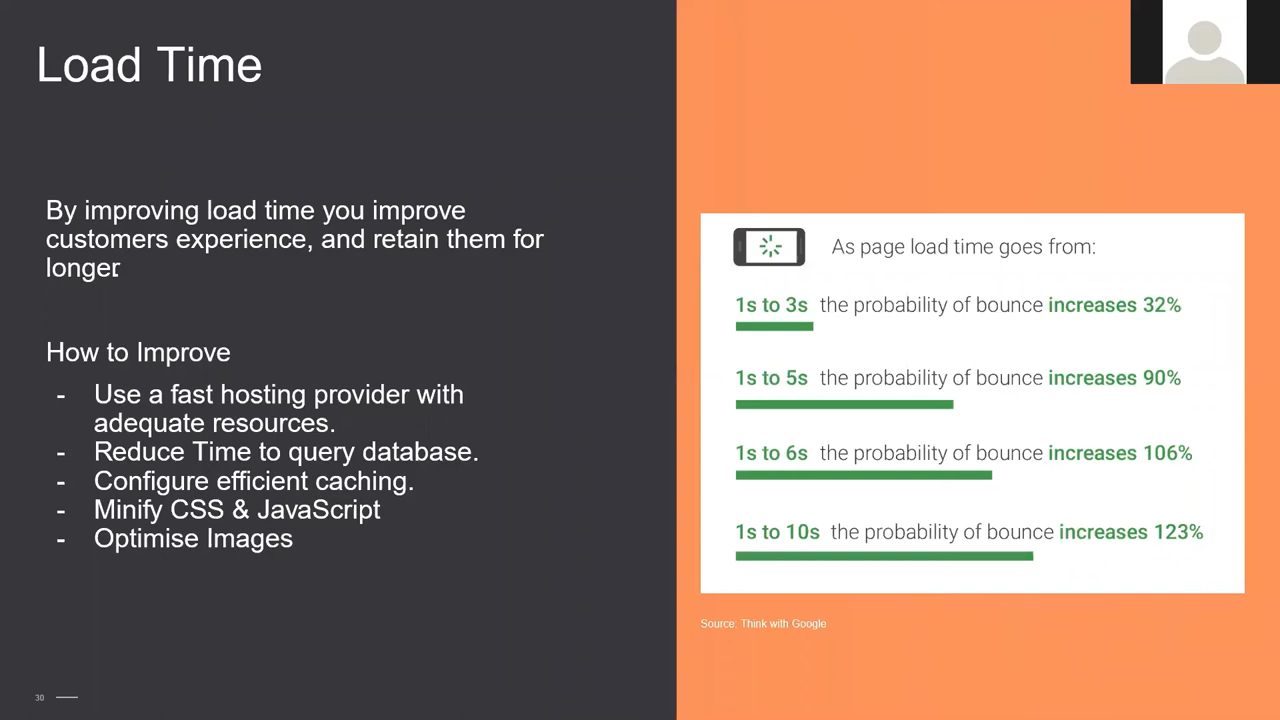 Load Time
By improving load time you improve
customers experience, and retain them for
longer.
How to Improve
- Use a fast hosting provider with
adequate resources.
- Reduce Time to query database.
- Configure efficient caching.
- Minify CSS & JavaScript
- Optimise Images
30
As page load time goes from:
1s to 3s the probability of bounce increases 32%
1s to 5s the probability of bounce increases 90%
1s to 6s the probability of bounce increases 106%
1s to 10s the probability of bounce increases 123%
Source: Think with Google